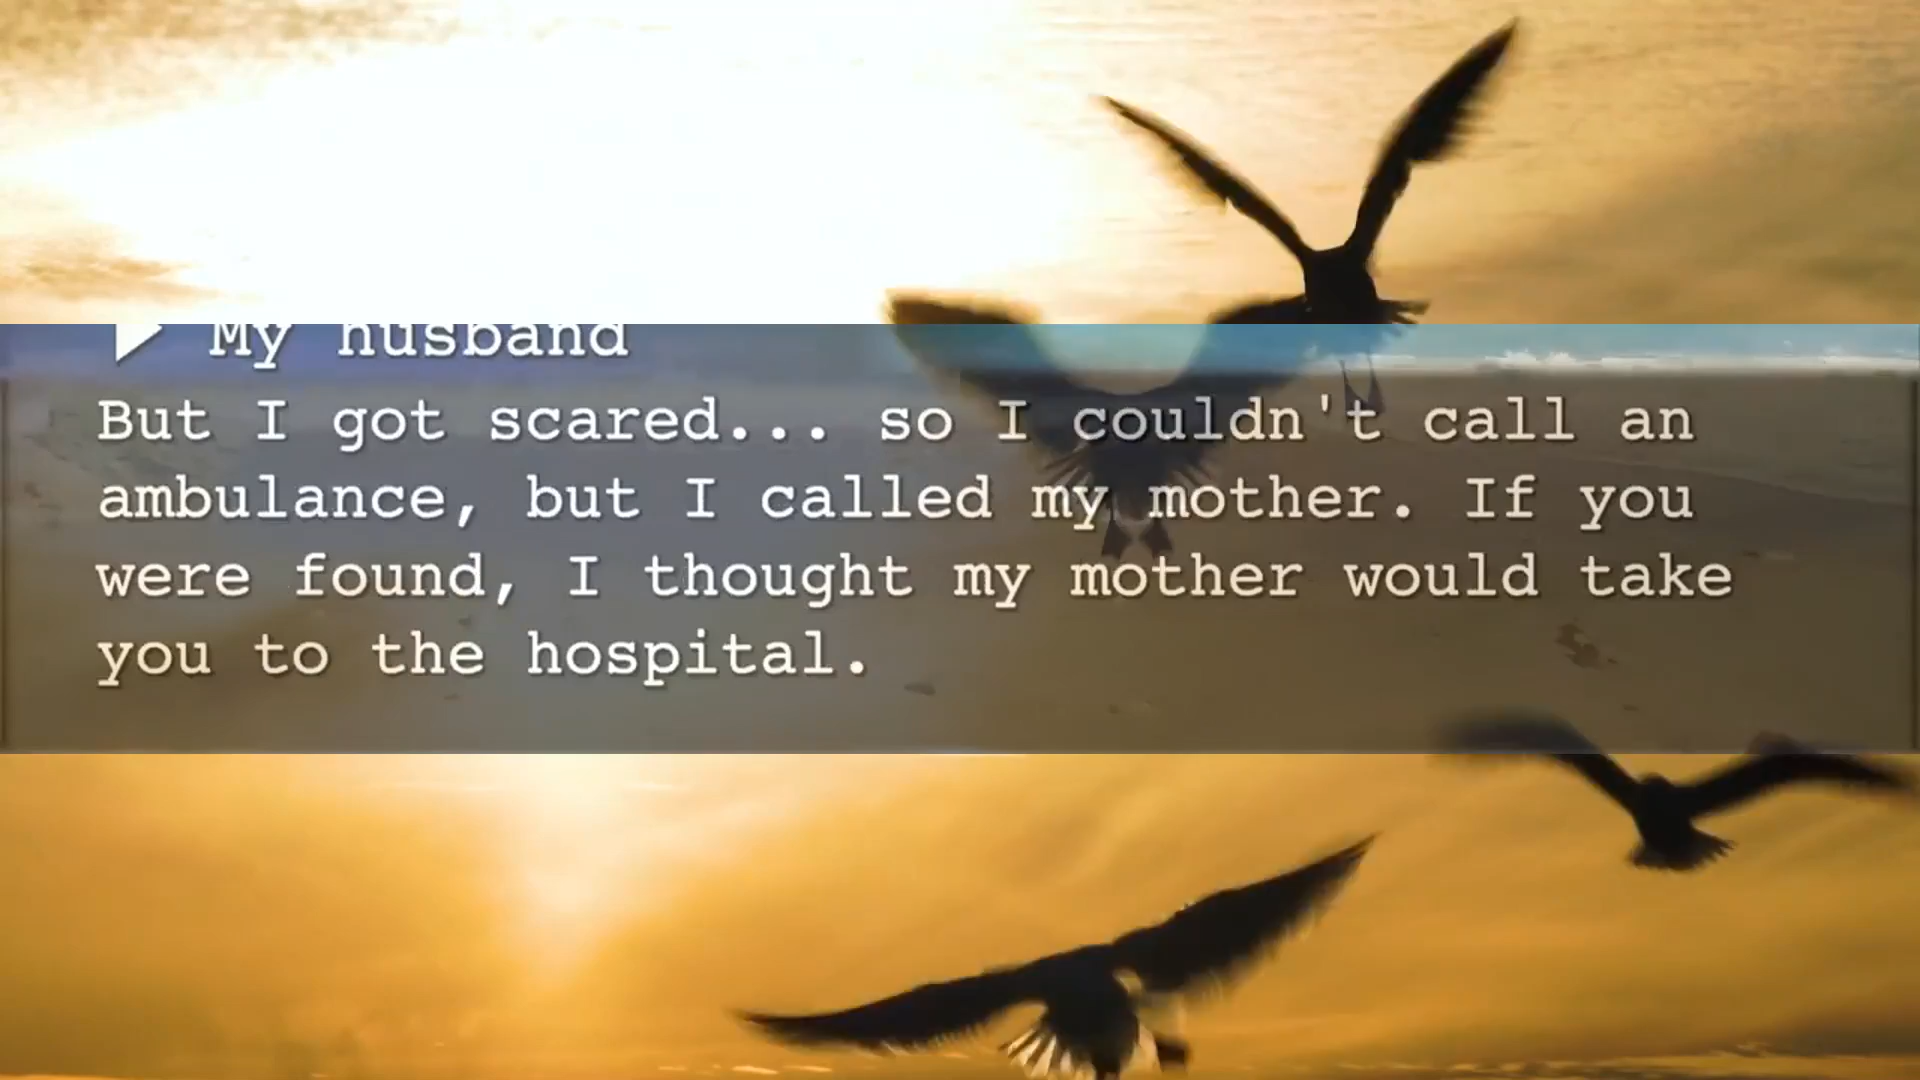 ▶ My husband
But I got scared... so I couldn't call an
ambulance, but I called my mother. If you
were found, I thought my mother would take
you to the hospital.